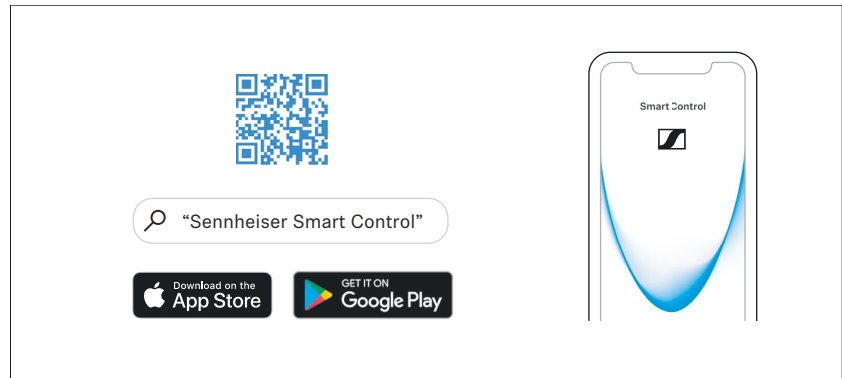 “Sennheiser Smart Control”
Download on the
App Store
GET IT ON
Google Play
Smart Control